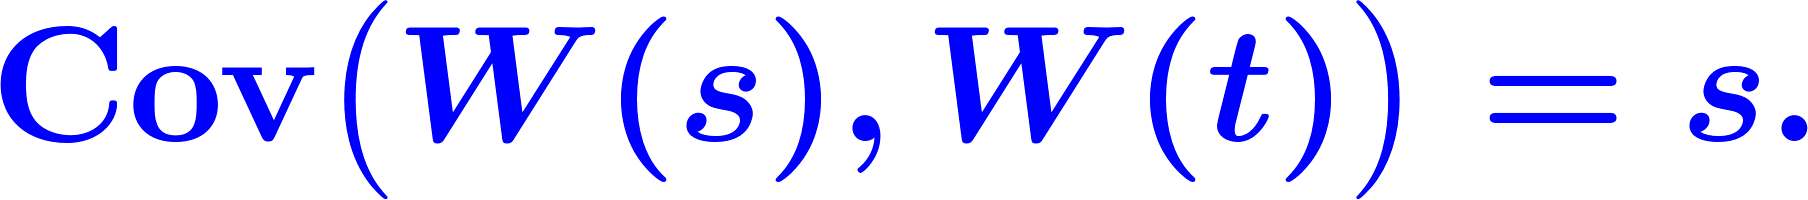 Cov(W(s), W(t)) = s.